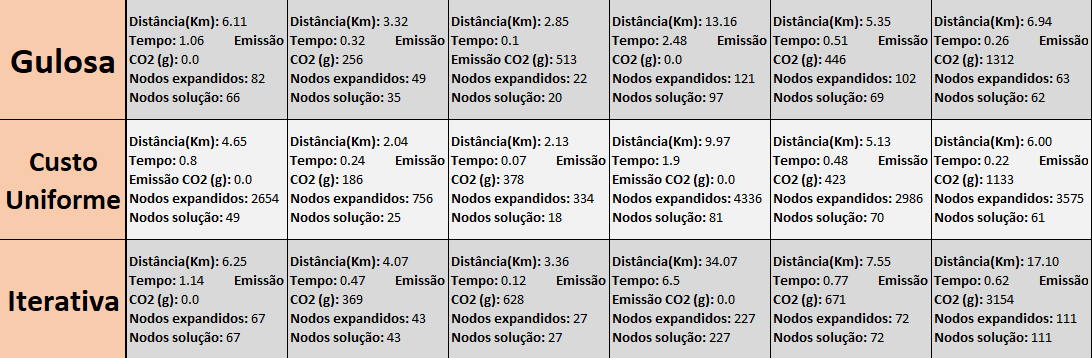 Gulosa
Distância(Km): 6.11
Tempo: 1.06 Emissão
CO2 (g): 0.0
Nodos expandidos: 82
Nodos solução: 66
Distância(Km): 3.32
Tempo: 0.32 Emissão
CO2 (g): 256
Nodos expandidos: 49
Nodos solução: 35
Distância(Km): 2.85
Tempo: 0.1
Emissão CO2 (g): 513
Nodos expandidos: 22
Nodos solução: 20
Distância(Km): 13.16
Tempo: 2.48 Emissão
CO2 (g): 0.0
Nodos expandidos: 121
Nodos solução: 97
Distância(Km): 5.35
Tempo: 0.51 Emissão
CO2 (g): 446
Nodos expandidos: 102
Nodos solução: 69
Distância(Km): 6.94
Tempo: 0.26 Emissão
CO2 (g): 1312
Nodos expandidos: 63
Nodos solução: 62
Custo
Uniforme
Distância(Km): 4.65
Tempo: 0.8
Emissão CO2 (g): 0.0
Nodos expandidos: 2654
Nodos solução: 49
Distância(Km): 2.04
Tempo: 0.24 Emissão
CO2 (g): 186
Nodos expandidos: 756
Nodos solução: 25
Distância(Km): 2.13
Tempo: 0.07 Emissão
CO2 (g): 378
Nodos expandidos: 334
Nodos solução: 18
Distância(Km): 9.97
Tempo: 1.9
Emissão CO2 (g): 0.0
Nodos expandidos: 4336
Nodos solução: 81
Distância(Km): 5.13
Tempo: 0.48 Emissão
CO2 (g): 423
Nodos expandidos: 2986
Nodos solução: 70
Distância(Km): 6.00
Tempo: 0.22 Emissão
CO2 (g): 1133
Nodos expandidos: 3575
Nodos solução: 61
Iterativa
Distância(Km): 6.25
Tempo: 1.14 Emissão
CO2 (g): 0.0
Nodos expandidos: 67
Nodos solução: 67
Distância(Km): 4.07
Tempo: 0.47 Emissão
CO2 (g): 369
Nodos expandidos: 43
Nodos solução: 43
Distância(Km): 3.36
Tempo: 0.12 Emissão
CO2 (g): 628
Nodos expandidos: 27
Nodos solução: 27
Distância(Km): 34.07
Tempo: 6.5
Emissão CO2 (g): 0.0
Nodos expandidos: 227
Nodos solução: 227
Distância(Km): 7.55
Tempo: 0.77 Emissão
CO2 (g): 671
Nodos expandidos: 72
Nodos solução: 72
Distância(Km): 17.10
Tempo: 0.62 Emissão
CO2 (g): 3154
Nodos expandidos: 111
Nodos solução: 111